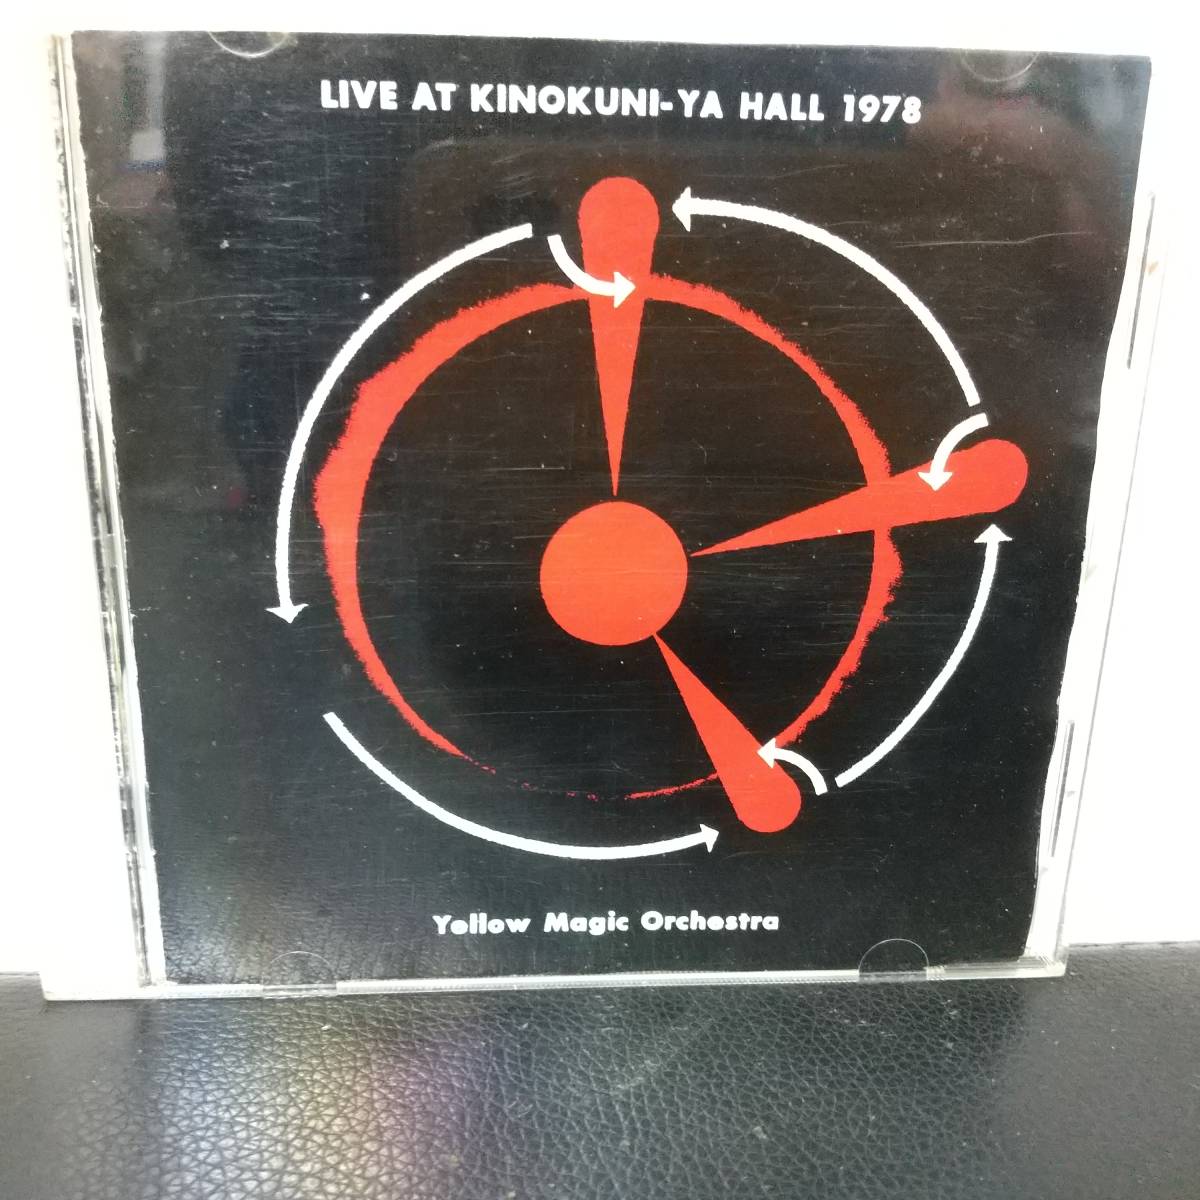 LIVE AT KINOKUNI-YA HALL 1978
Yellow Magic Orchestra